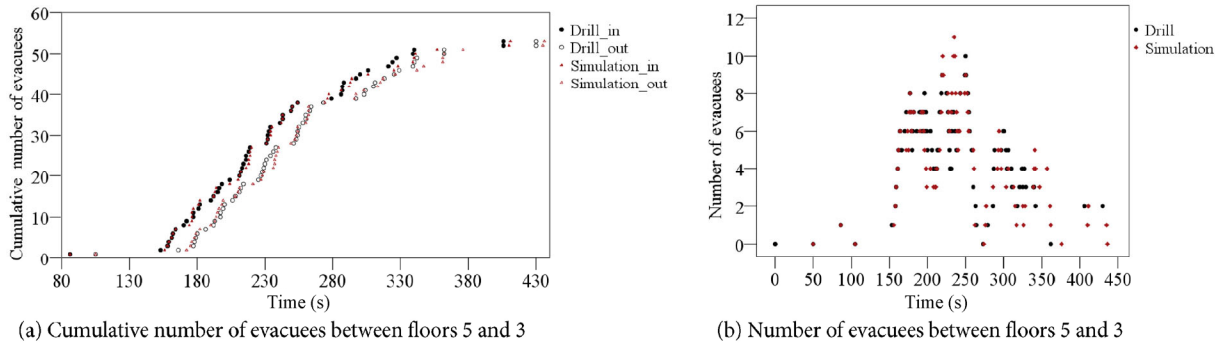 60
50
40
30
20
10
0
Cumulative number of evacuees
80 130 180 230 280 330 380 430
Time (s)
Drill_in
Drill_out
Simulation_in
Simulation_out
(a) Cumulative number of evacuees between floors 5 and 3
12
10
8
6
4
2
0
Number of evacuees
0 50 100 150 200 250 300 350 400 450
Time (s)
Drill
Simulation
(b) Number of evacuees between floors 5 and 3